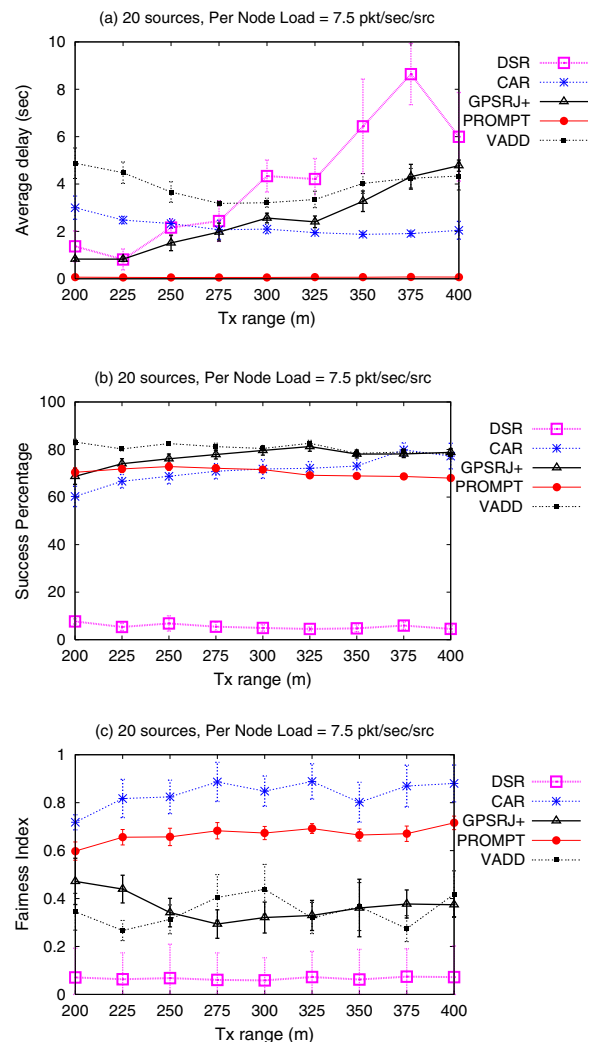 (a) 20 sources, Per Node Load = 7.5 pkt/sec/src
DSR
CAR
GPSRJ+
PROMPT
VADD
Average delay (sec)
10
8
6
4
2
0
200 225 250 275 300 325 350 375 400
Tx range (m)
(b) 20 sources, Per Node Load = 7.5 pkt/sec/src
DSR
CAR
GPSRJ+
PROMPT
VADD
Success Percentage
100
80
60
40
20
0
200 225 250 275 300 325 350 375 400
Tx range (m)
(c) 20 sources, Per Node Load = 7.5 pkt/sec/src
DSR
CAR
GPSRJ+
PROMPT
VADD
Fairness Index
1
0.8
0.6
0.4
0.2
0
200 225 250 275 300 325 350 375 400
Tx range (m)